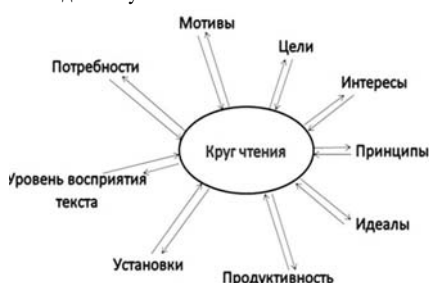 Мотивы
Цели
Потребности
Интересы
Круг чтения
Принципы
Уровень восприятия
текста
Идеалы
Установки
Продуктивность